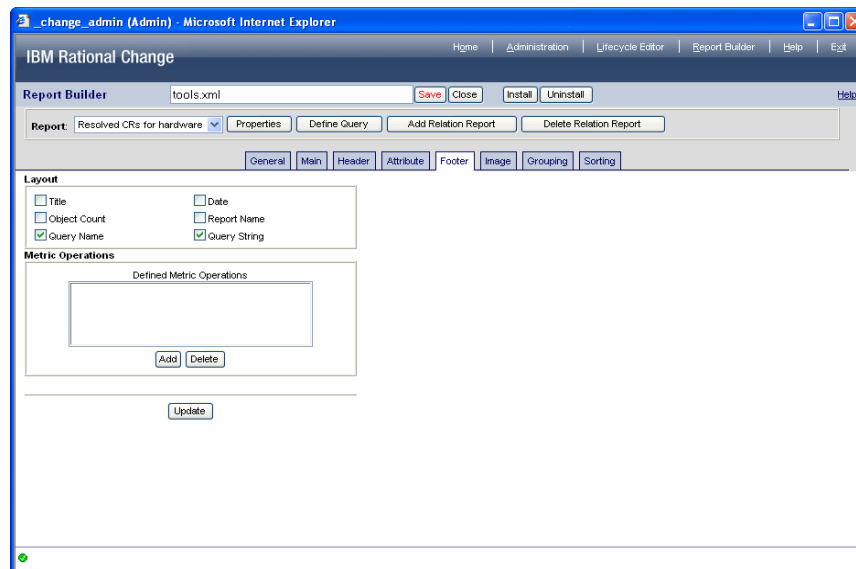 _change_admin (Admin) - Microsoft Internet Explorer
IBM Rational Change
Home | Administration | Lifecycle Editor | Report Builder | Help | Exit
Report Builder tools.xml Save Close Install Uninstall Help
Report: Resolved CRs for hardware Properties Define Query Add Relation Report Delete Relation Report
General Main Header Attribute Footer Image Grouping Sorting
Layout
Title Date
Object Count Report Name
Query Name Query String
Metric Operations
Defined Metric Operations
Add Delete
Update